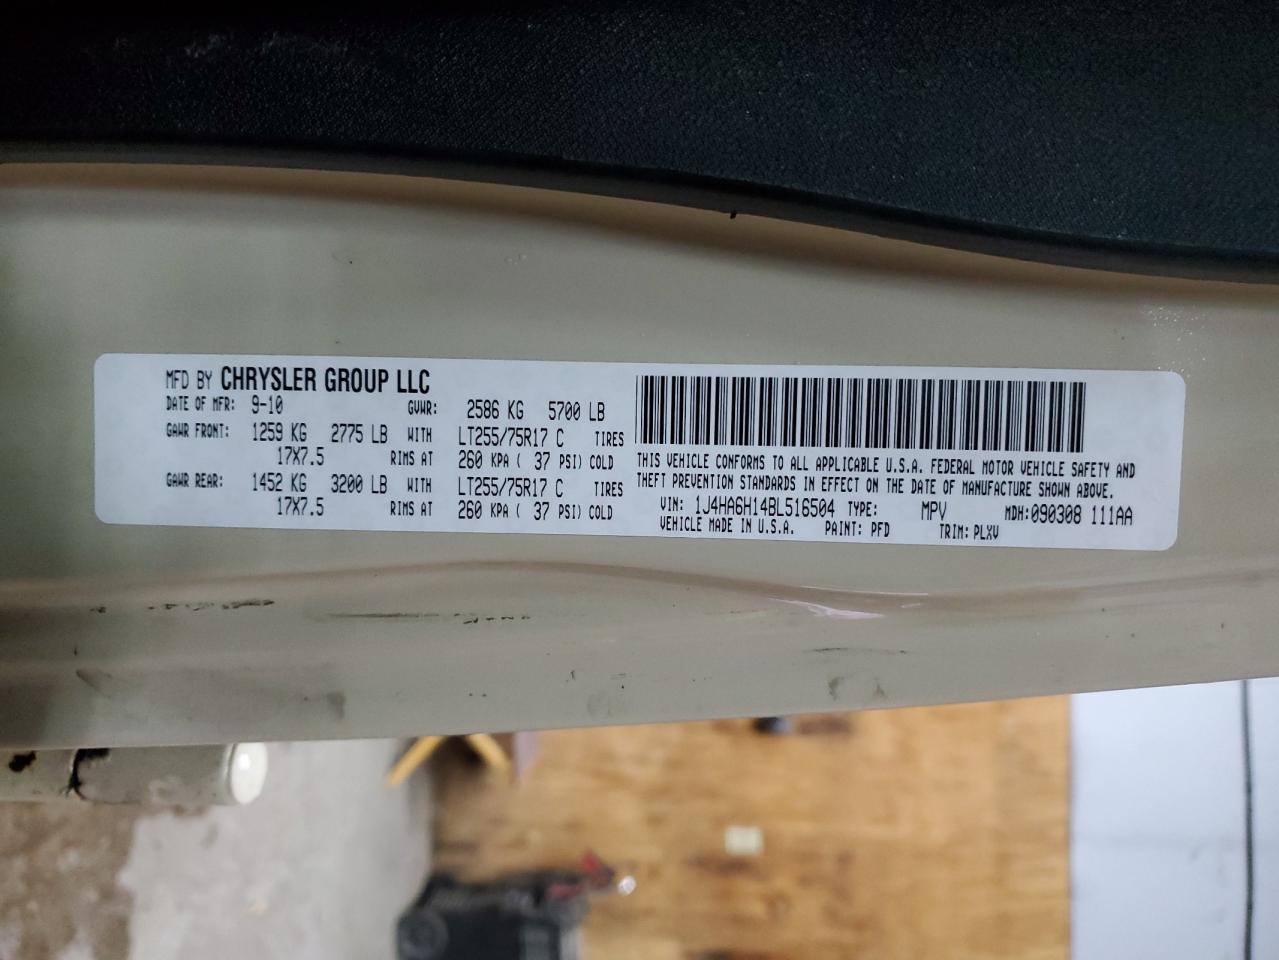 MFD BY CHRYSLER GROUP LLC
DATE OF MFR: 9-10 GVWR: 2586 KG 5700 LB
GAWR FRONT: 1259 KG 2775 LB WITH LT255/75R17 C TIRES
17X7.5 RIMS AT 260 KPA ( 37 PSI) COLD
GAWR REAR: 1452 KG 3200 LB WITH LT255/75R17 C TIRES
17X7.5 RIMS AT 260 KPA ( 37 PSI) COLD
THIS VEHICLE CONFORMS TO ALL APPLICABLE U.S.A. FEDERAL MOTOR VEHICLE SAFETY AND
THEFT PREVENTION STANDARDS IN EFFECT ON THE DATE OF MANUFACTURE SHOWN ABOVE.
VIN: 1J4HA6H14BL516504 TYPE: MPV MDH:090308 111AA
VEHICLE MADE IN U.S.A. PAINT: PFD TRIM: PLXV